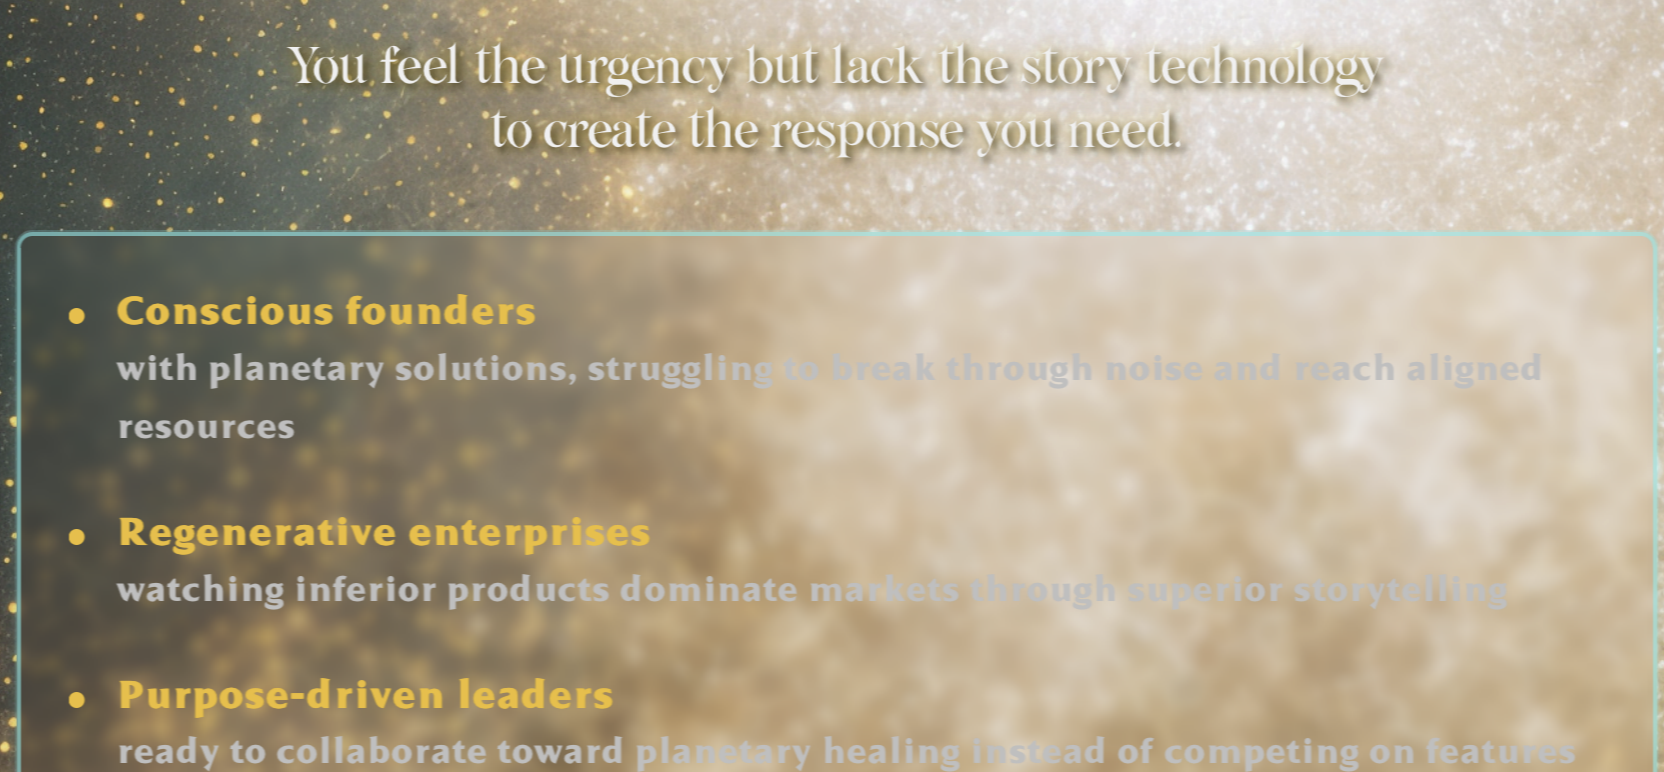 You feel the urgency but lack the story technology
to create the response you need.
• Conscious founders
with planetary solutions, struggling to break through noise and reach aligned
resources
• Regenerative enterprises
watching inferior products dominate markets through superior storytelling
• Purpose-driven leaders
ready to collaborate toward planetary healing instead of competing on features